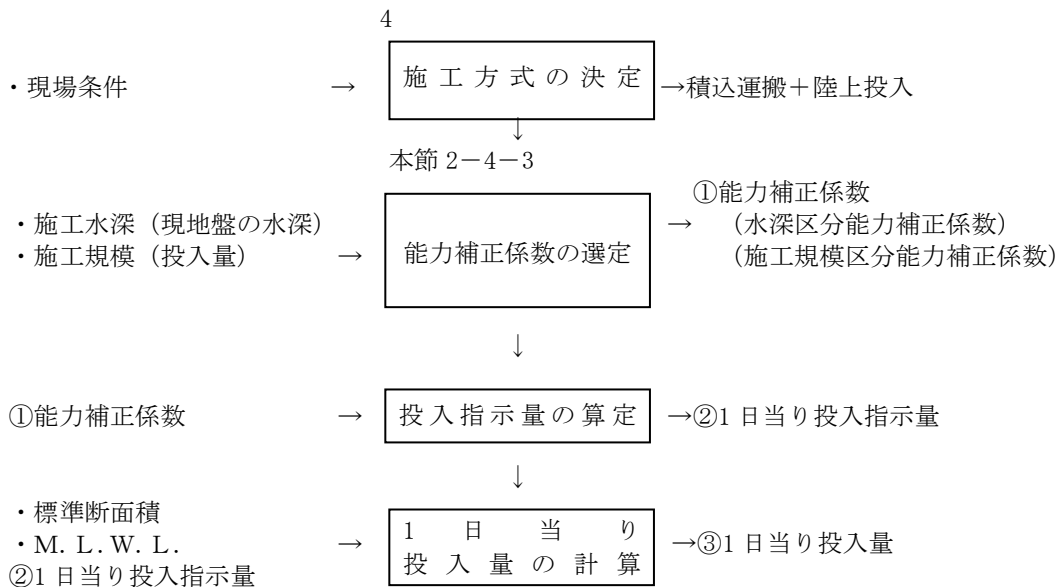 4
・現場条件 → 施工方式の決定 →積込運搬+陸上投入
↓
本節 2-4-3
①能力補正係数
・施工水深(現地盤の水深) → (水深区分能力補正係数)
・施工規模(投入量) → 能力補正係数の選定 (施工規模区分能力補正係数)
↓
①能力補正係数 → 投入指示量の算定 →②1 日当り投入指示量
↓
・標準断面積
1日当り
・M. L. W. L. → →③1 日当り投入量
投入量の計算
②1 日当り投入指示量